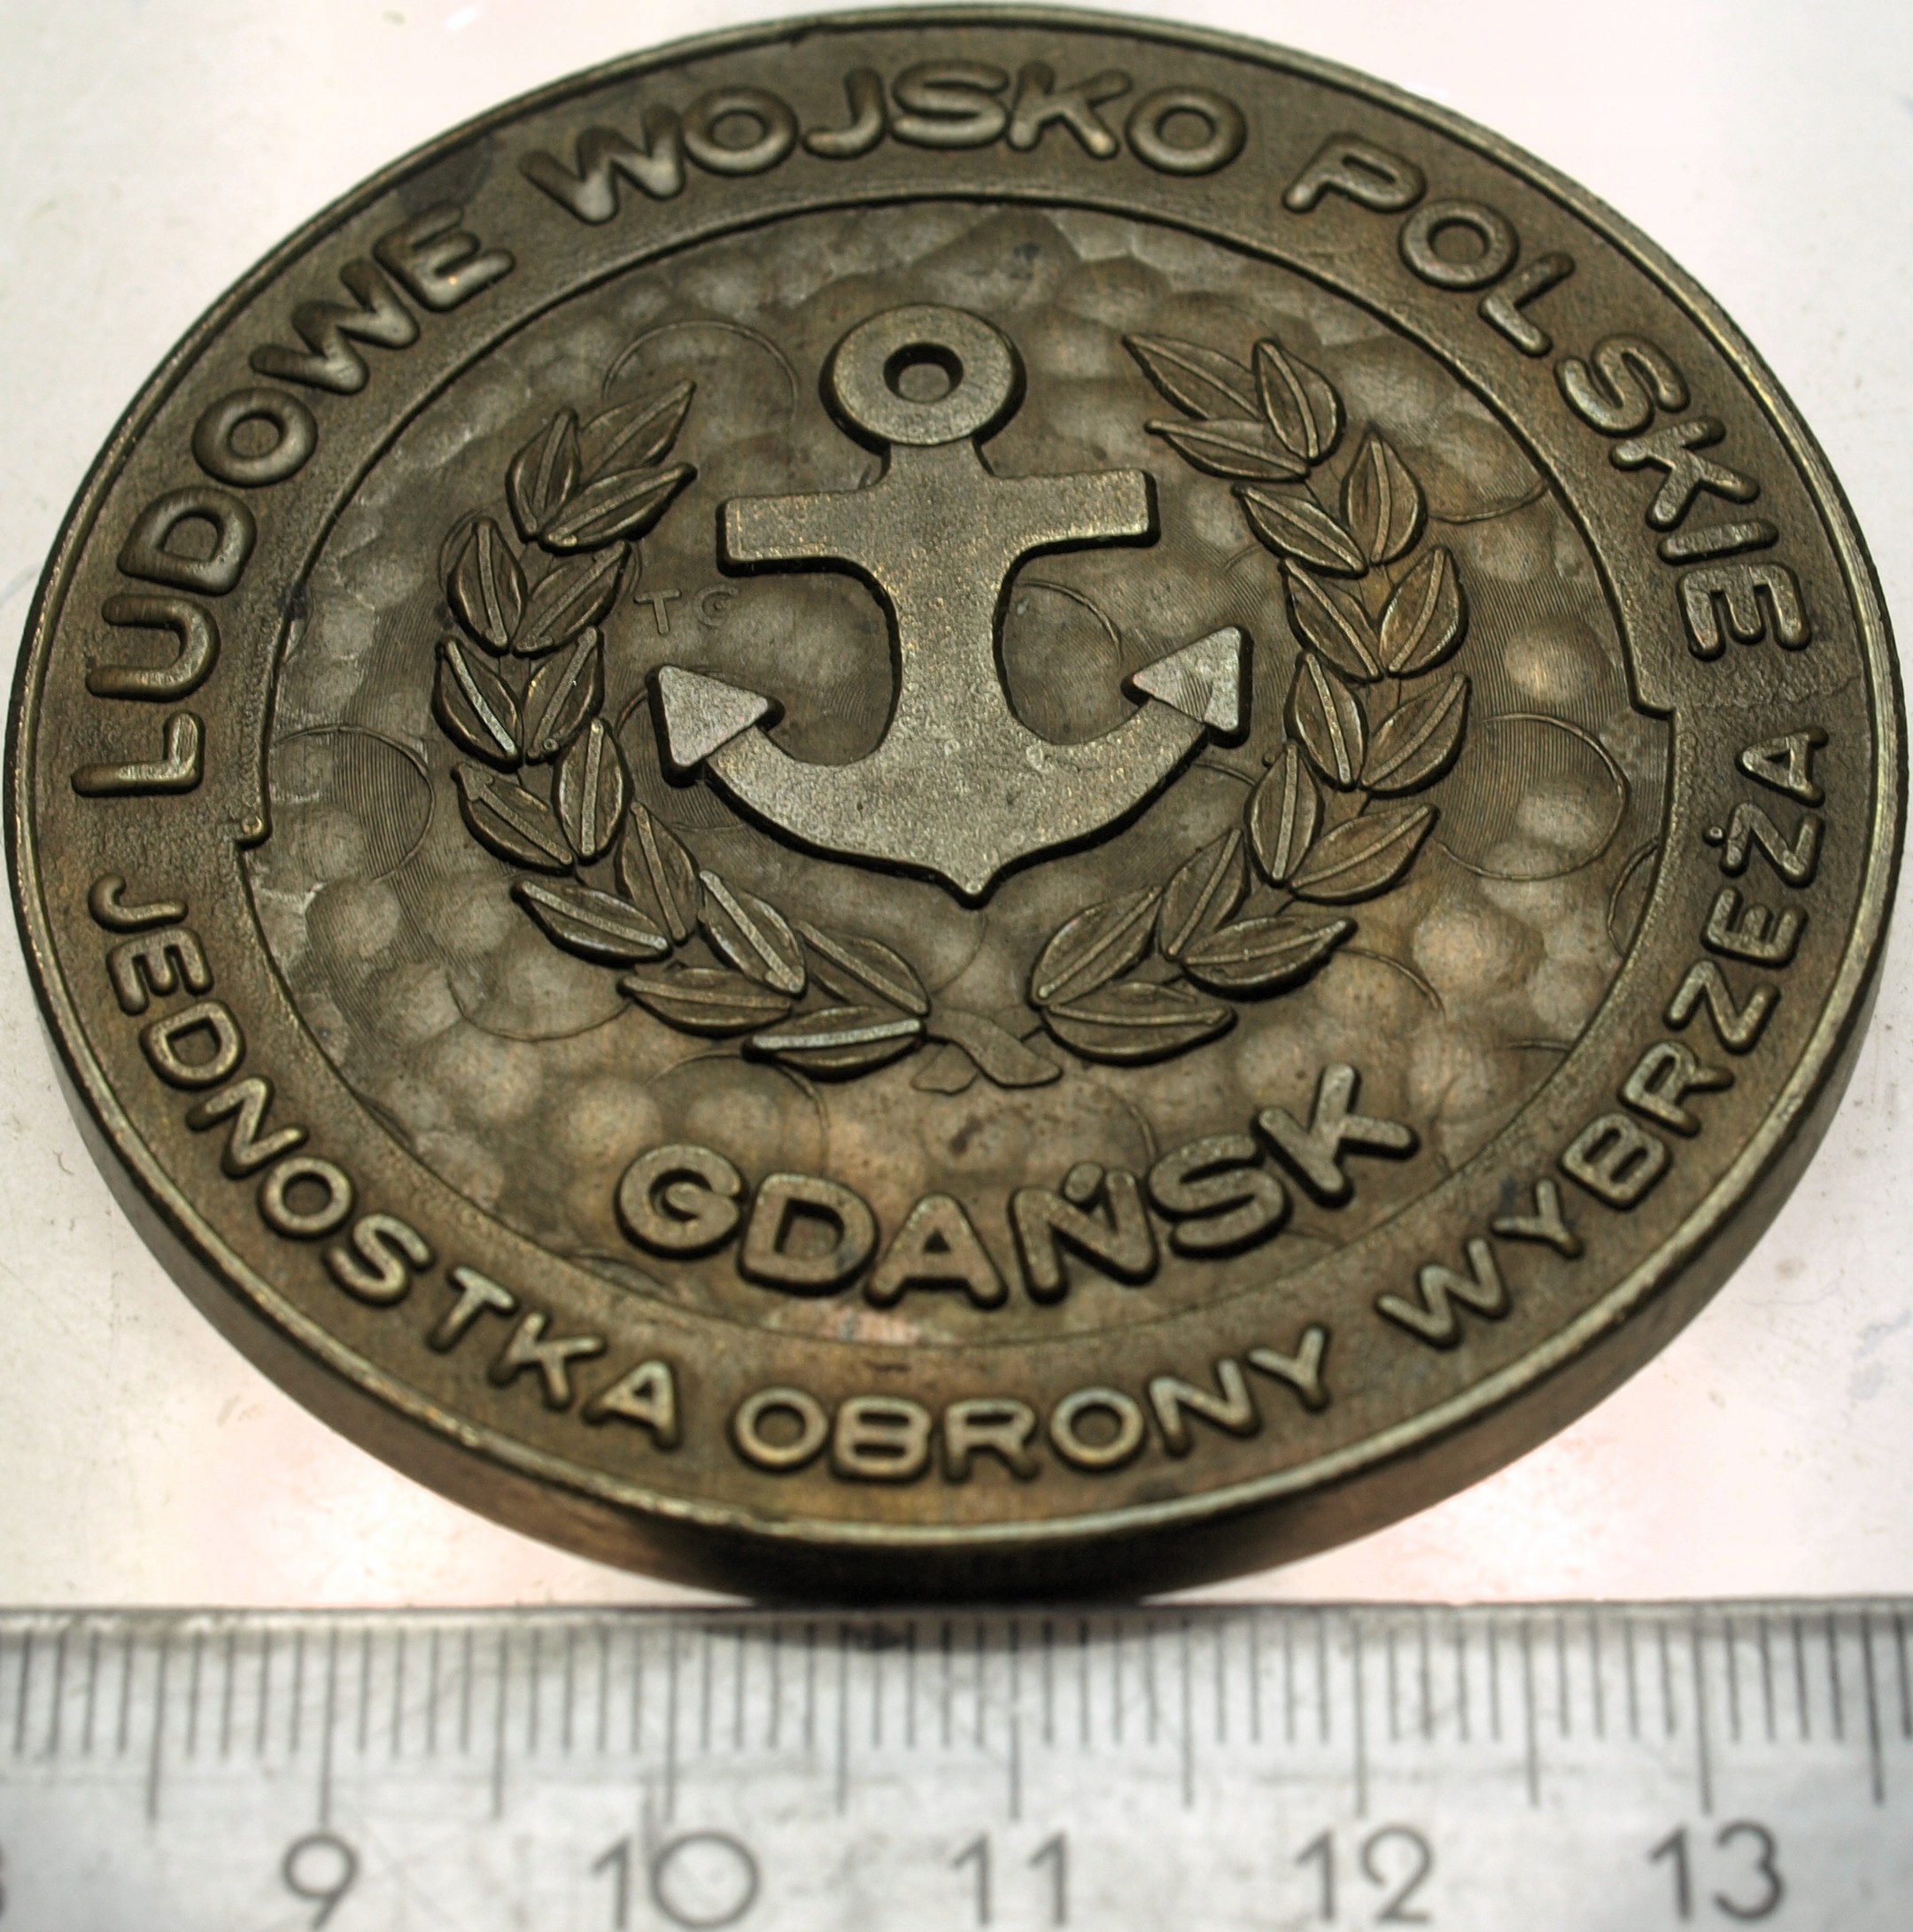 LUDOWE WOJSKO POLSKIE
TG
GDAŃSK
JEDNOSTKA OBRONY WYBRZEŻA
9 10 11 12 13